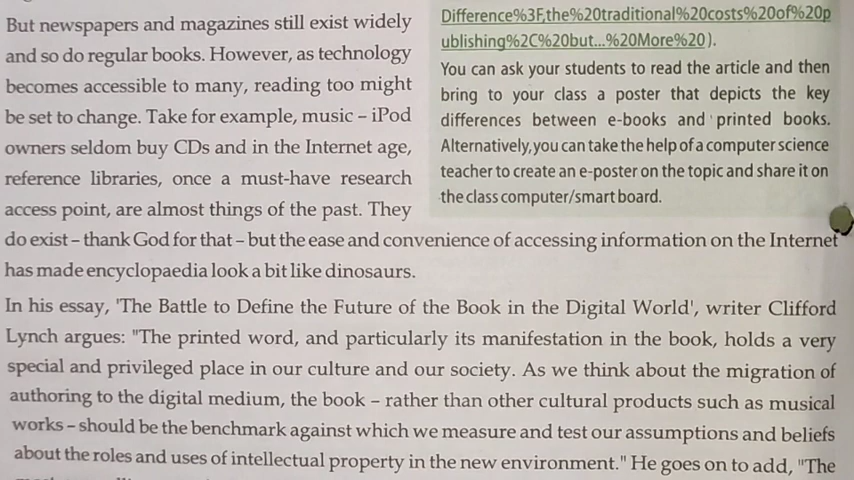 But newspapers and magazines still exist widely
and so do regular books. However, as technology
becomes accessible to many, reading too might
be set to change. Take for example, music – iPod
owners seldom buy CDs and in the Internet age,
reference libraries, once a must-have research
access point, are almost things of the past. They
do exist – thank God for that – but the ease and convenience of accessing information on the Internet
has made encyclopaedia look a bit like dinosaurs.
In his essay, 'The Battle to Define the Future of the Book in the Digital World', writer Clifford
Lynch argues: "The printed word, and particularly its manifestation in the book, holds a very
special and privileged place in our culture and our society. As we think about the migration of
authoring to the digital medium, the book – rather than other cultural products such as musical
works – should be the benchmark against which we measure and test our assumptions and beliefs
about the roles and uses of intellectual property in the new environment." He goes on to add, "The
Difference%3F,the%20traditional%20costs%20of%20p
ublishing%2C%20but...%20More%20).
You can ask your students to read the article and then
bring to your class a poster that depicts the key
differences between e-books and printed books.
Alternatively,you can take the help of a computer science
teacher to create an e-poster on the topic and share it on
the class computer/smart board.